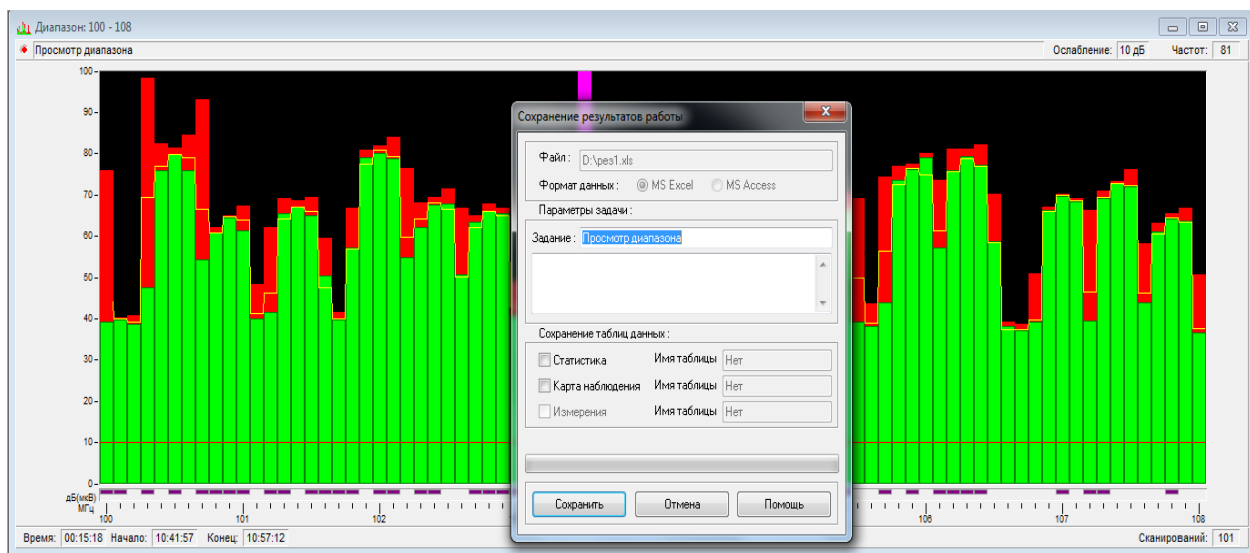 Диапазон: 100 - 108
Просмотр диапазона Ослабление: 10 дБ Частот: 81
100
90
80
70
60
50
40
30
20
10
0
дБ(мкВ)
МГц
100 101 102 106 107 108
Время: 00:15:18 Начало: 10:41:57 Конец: 10:57:12 Сканирований: 101
Сохранение результатов работы
Файл: D:\рез1.xls
Формат данных: MS Excel MS Access
Параметры задачи:
Задание: Просмотр диапазона
Сохранение таблиц данных:
Статистика Имя таблицы Нет
Карта наблюдения Имя таблицы Нет
Измерения Имя таблицы Нет
Сохранить Отмена Помощь